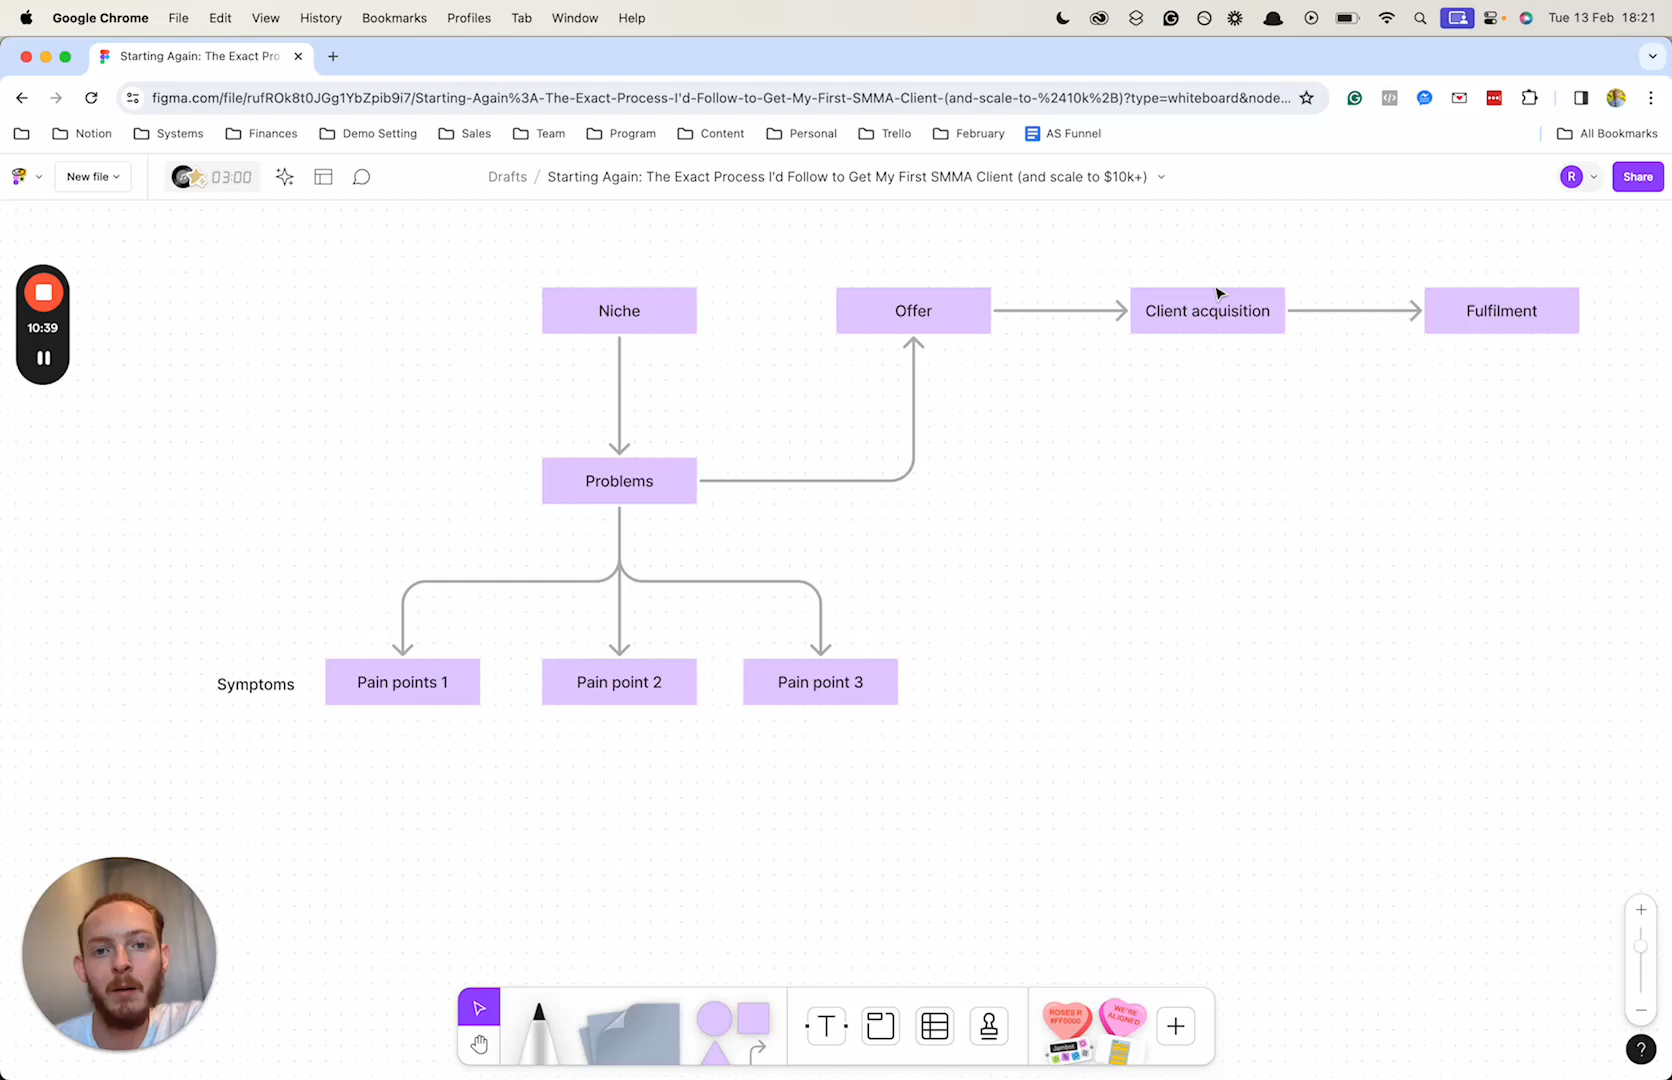 Google Chrome File Edit View History Bookmarks Profiles Tab Window Help Tue 13 Feb 18:21
Starting Again: The Exact Pro
figma.com/file/rufROk8t0JGg1YbZpib9i7/Starting-Again%3A-The-Exact-Process-I'd-Follow-to-Get-My-First-SMMA-Client-(and-scale-to-%2410k%2B)?type=whiteboard&node...
Notion Systems Finances Demo Setting Sales Team Program Content Personal Trello February AS Funnel All Bookmarks
New file 03:00 Drafts / Starting Again: The Exact Process I'd Follow to Get My First SMMA Client (and scale to $10k+) R Share
Niche Offer Client acquisition Fulfilment
10:39
Problems
Symptoms Pain points 1 Pain point 2 Pain point 3
ROSES R
#FF0000
WE'RE
ALIGNED
T
Jambot
?